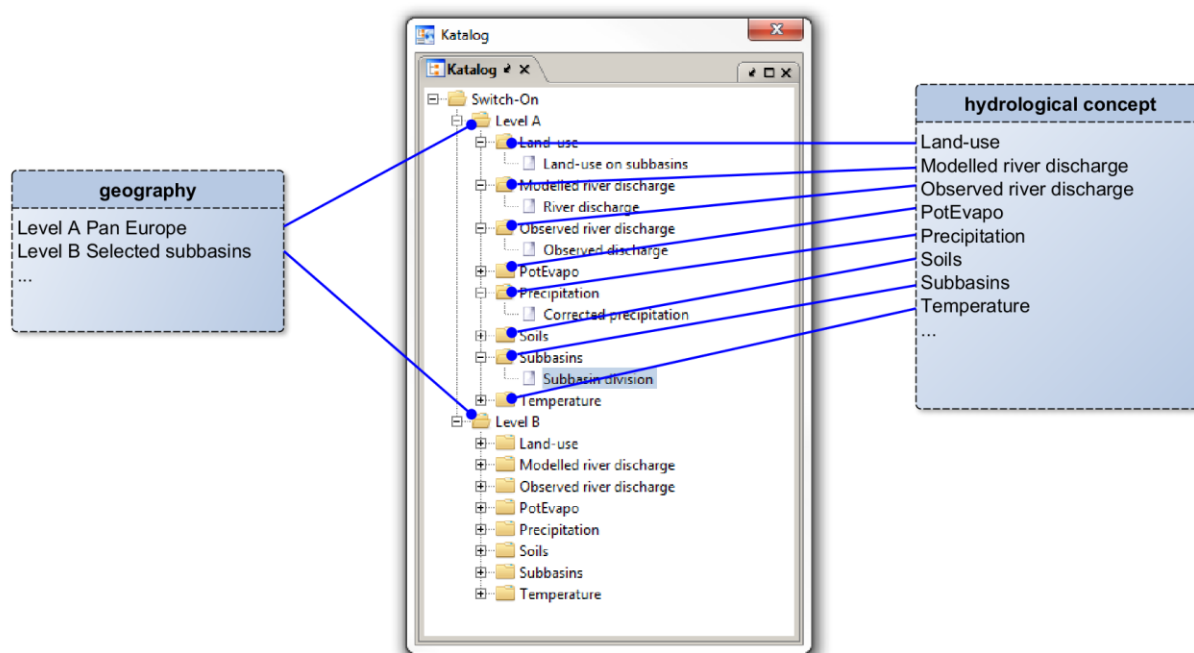 geography
Level A Pan Europe
Level B Selected subbasins
...
Katalog
Katalog
Switch-On
Level A
Land-use
Land-use on subbasins
Modelled river discharge
River discharge
Observed river discharge
Observed discharge
PotEvapo
Precipitation
Corrected precipitation
Soils
Subbasins
Subbasin division
Temperature
Level B
Land-use
Modelled river discharge
Observed river discharge
PotEvapo
Precipitation
Soils
Subbasins
Temperature
hydrological concept
Land-use
Modelled river discharge
Observed river discharge
PotEvapo
Precipitation
Soils
Subbasins
Temperature
...